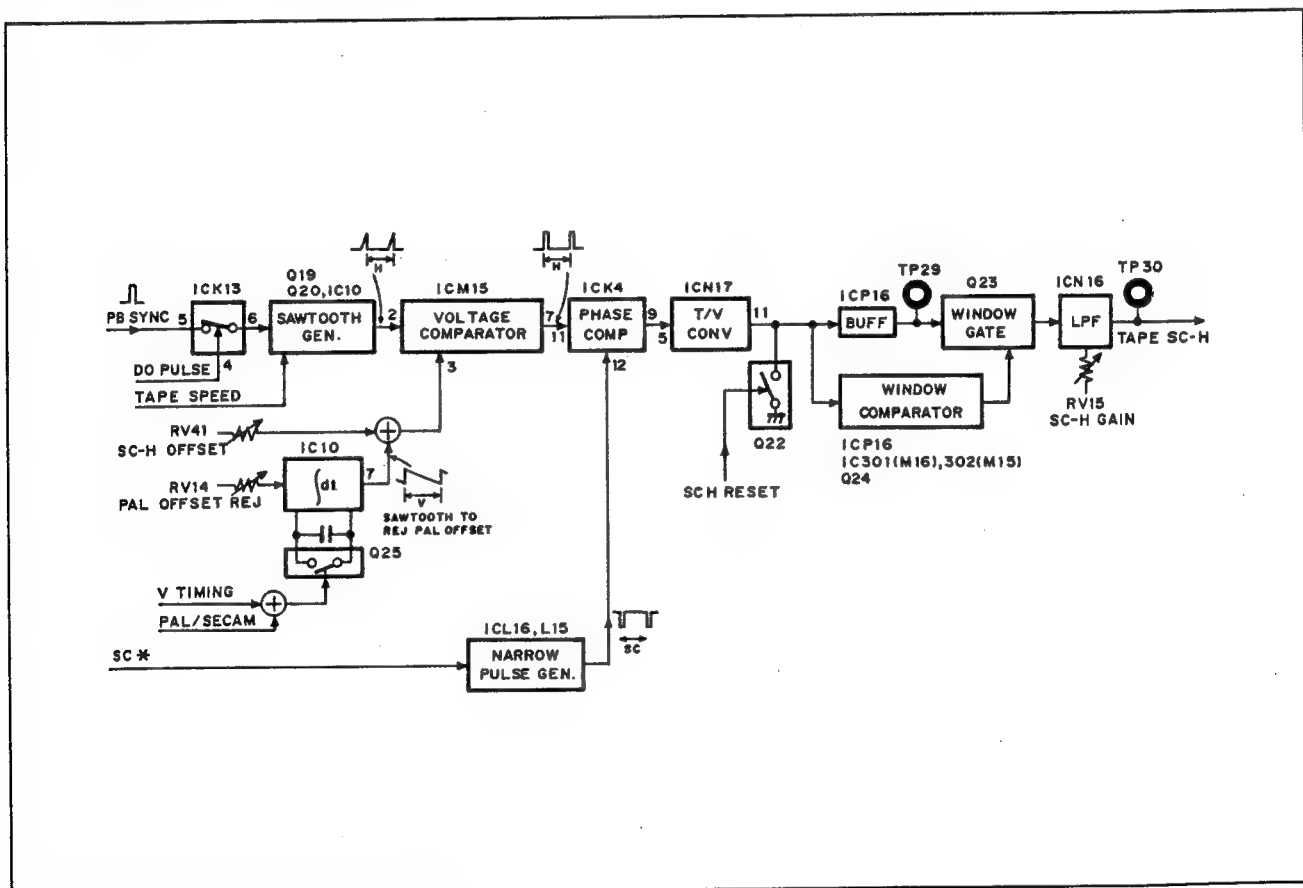 TP29
TP30
ICK13
Q19
Q20,IC10
ICM15
ICK4
ICN17
ICP16
Q23
ICN16
H
H
PB SYNC
5
6
SAWTOOTH
GEN.
2
VOLTAGE
COMPARATOR
7
11
PHASE
COMP
9
5
T/V
CONV
11
BUFF
WINDOW
GATE
LPF
TAPE SC-H
4
DO PULSE
TAPE SPEED
3
12
WINDOW
COMPARATOR
RV15
SC-H GAIN
Q22
ICP16
IC301(M16),302(M15)
Q24
RV41
SC-H OFFSET
IC10
RV14
PAL OFFSET REJ
∫dt
7
V
SAWTOOTH TO
REJ PAL OFFSET
SCH RESET
Q25
V TIMING
PAL/SECAM
SC
ICL16, L15
SC*
NARROW
PULSE GEN.